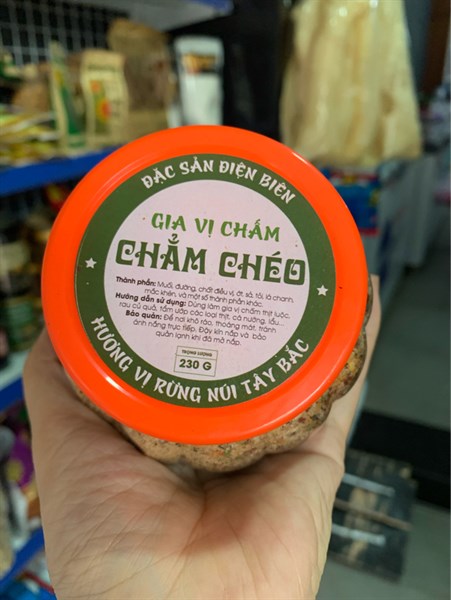 ĐẶC SẢN ĐIỆN BIÊN
GIA VỊ CHẤM
CHẲM CHÉO
Thành phần: Muối, đường, chất điều vị, ớt, sả, tỏi, lá chanh,
mắc khén, và một số thành phần khác.
Hướng dẫn sử dụng: Dùng làm gia vị chấm thịt luộc,
rau củ quả, tẩm ướp các loại thịt, cá nướng, lẩu...
Bảo quản: Để nơi khô ráo, thoáng mát, tránh
ánh nắng trực tiếp. Đậy kín nắp và bảo
quản lạnh khi đã mở nắp.
TRỌNG LƯỢNG
230 G
HƯƠNG VỊ RỪNG NÚI TÂY BẮC